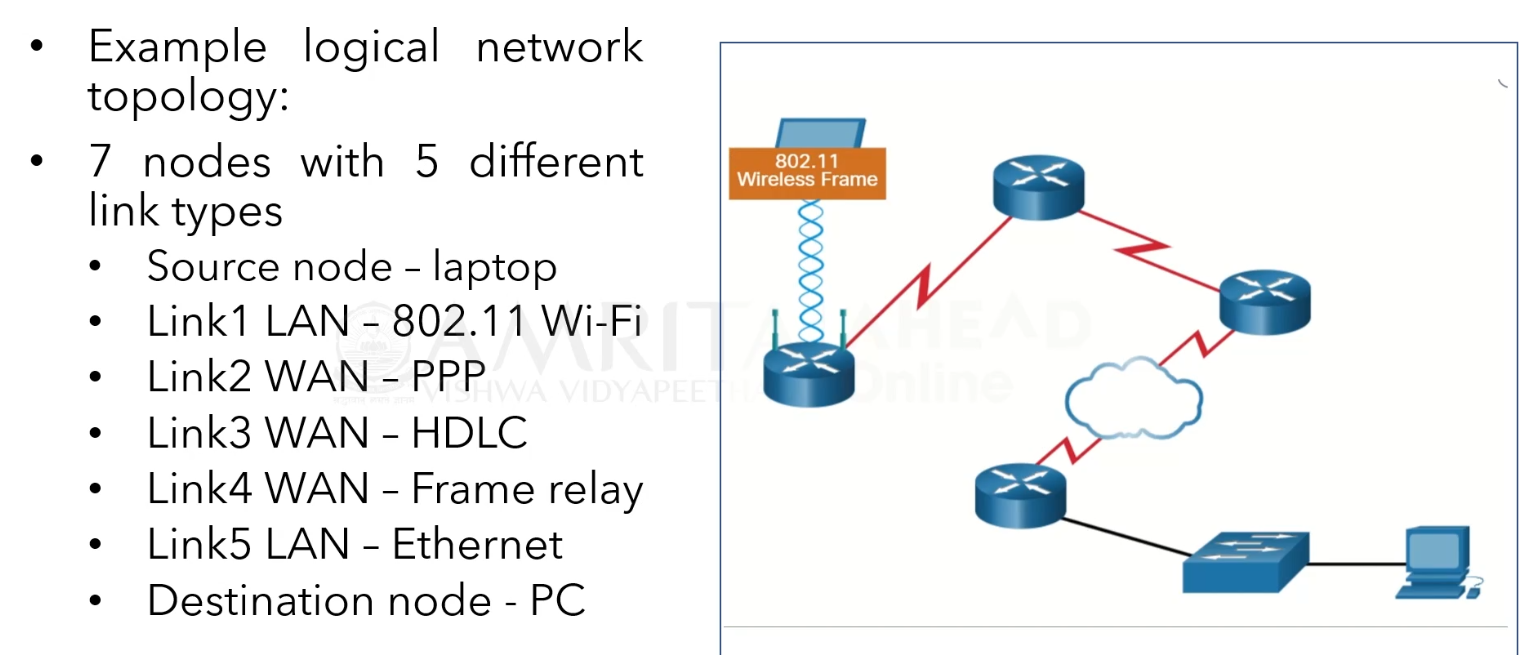 • Example logical network
topology:
• 7 nodes with 5 different
link types
• Source node – laptop
• Link1 LAN – 802.11 Wi-Fi
• Link2 WAN – PPP
• Link3 WAN – HDLC
• Link4 WAN – Frame relay
• Link5 LAN – Ethernet
• Destination node - PC
802.11
Wireless Frame
AMRITA AHEAD
VISHWA VIDYAPEETHAM Online